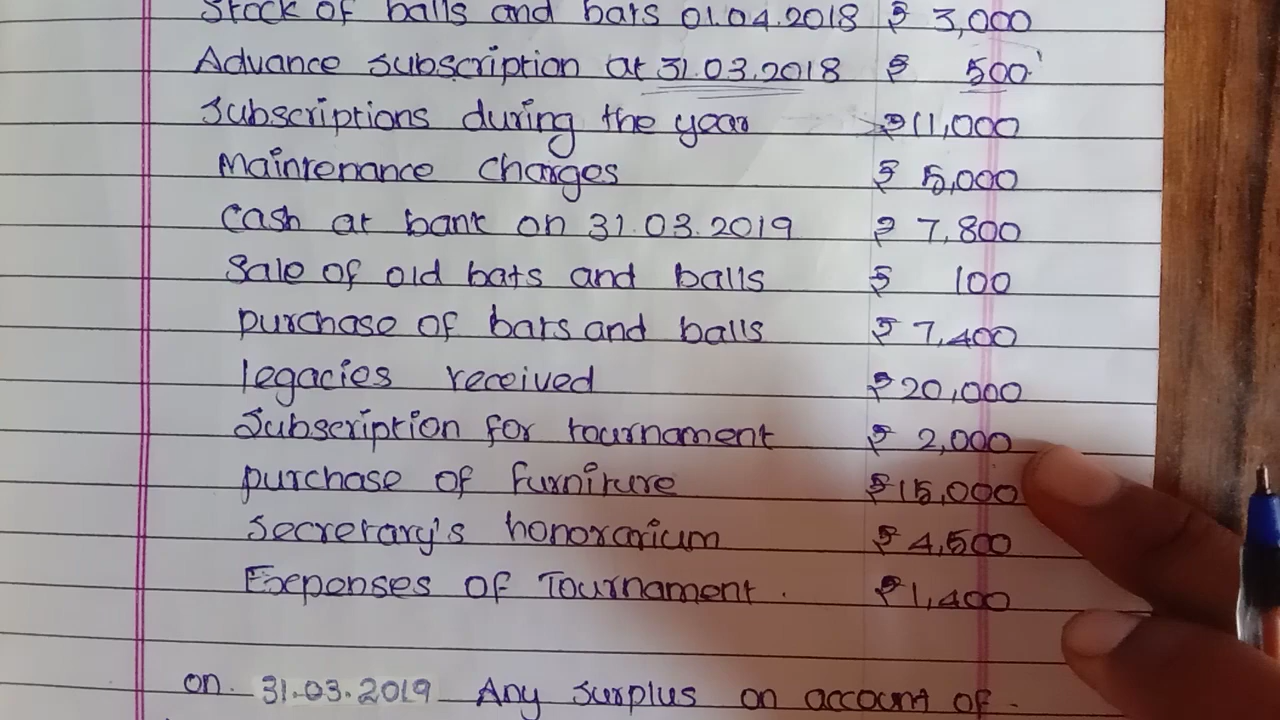 Stock of balls and bats 01.04.2018 ₹ 3,000
Advance subscription at 31.03.2018 ₹ 500
Subscriptions during the year ₹11,000
Maintenance charges ₹ 5,000
Cash at bank on 31.03.2019 ₹ 7,800
Sale of old bats and balls ₹ 100
purchase of bats and balls ₹ 7,400
legacies received ₹20,000
Subscription for tournament ₹ 2,000
purchase of furniture ₹15,000
Secretary's honorarium ₹ 4,500
Expenses of Tournament. ₹1,400
on 31.03.2019 Any surplus on account of